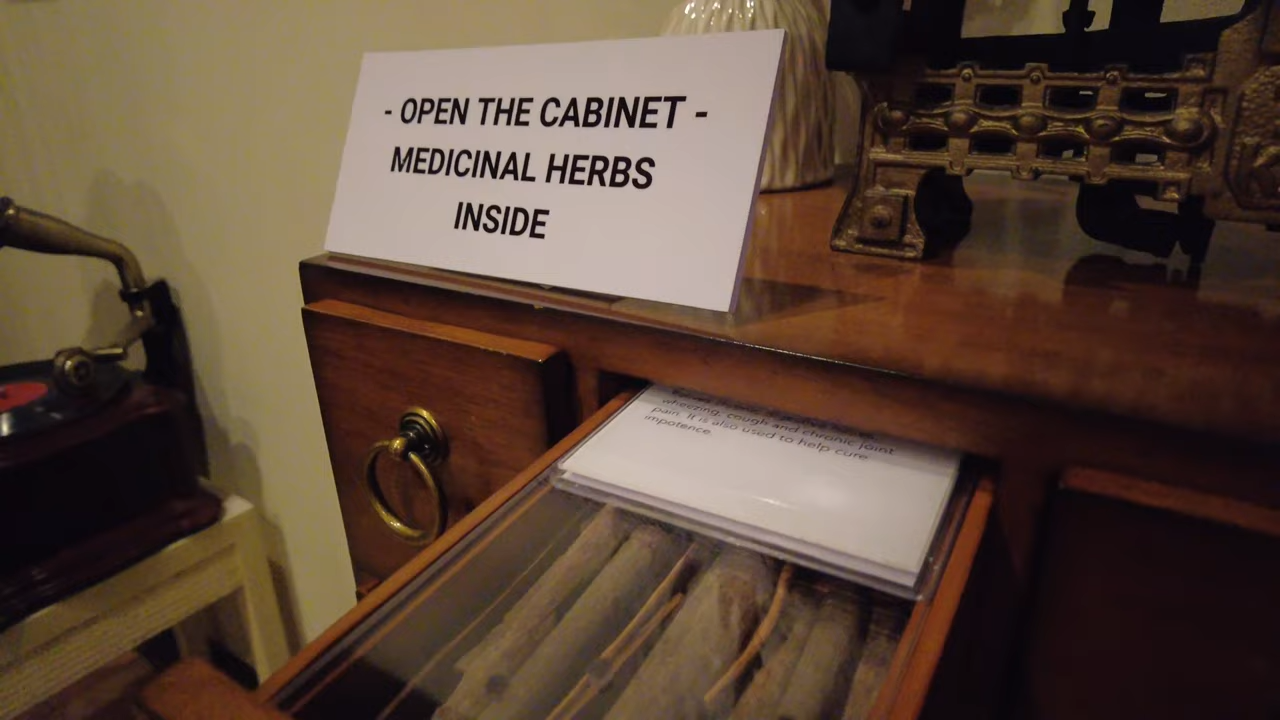 - OPEN THE CABINET -
MEDICINAL HERBS
INSIDE
wheezing, cough and chronic joint
pain. It is also used to help cure
impotence.